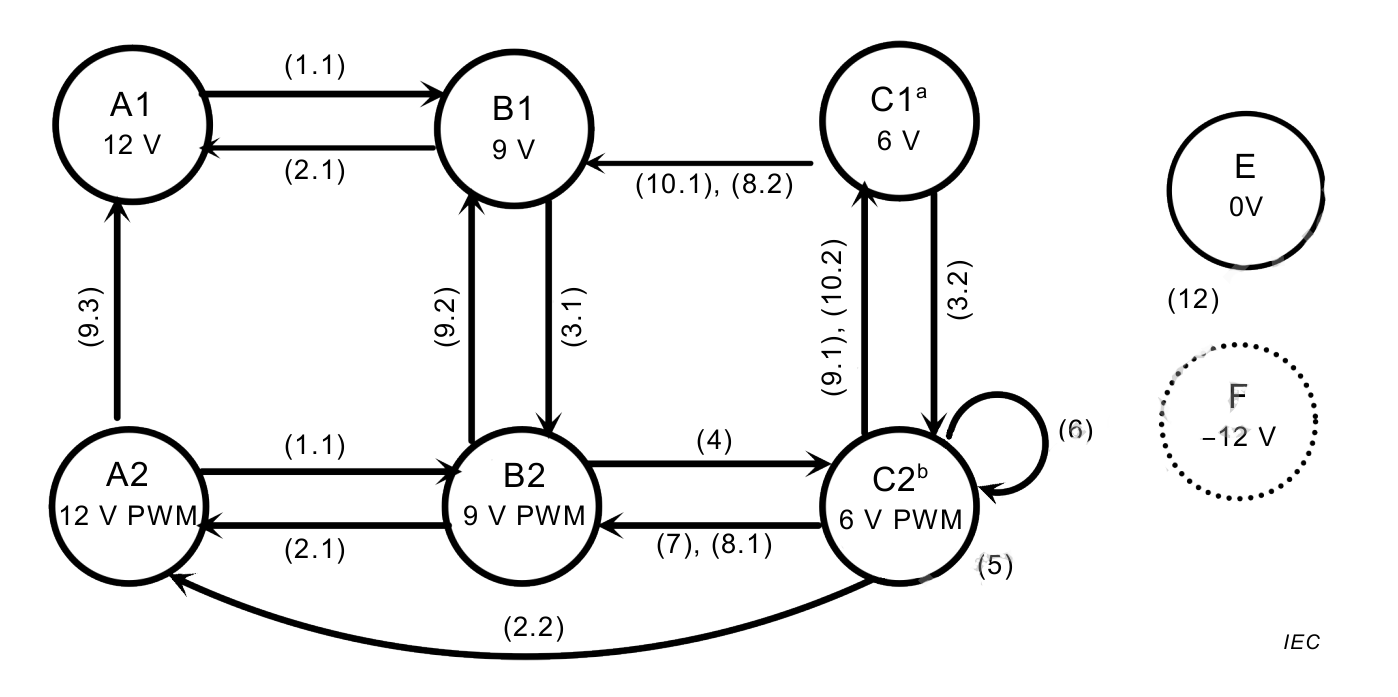 (1.1)
A1
12 V
B1
9 V
C1ᵃ
6 V
(2.1)
(10.1), (8.2)
E
0V
(12)
(9.3)
(9.2)
(3.1)
(9.1), (10.2)
(3.2)
F
–12 V
(6)
(1.1)
(4)
A2
12 V PWM
B2
9 V PWM
C2ᵇ
6 V PWM
(2.1)
(7), (8.1)
(5)
(2.2)
IEC